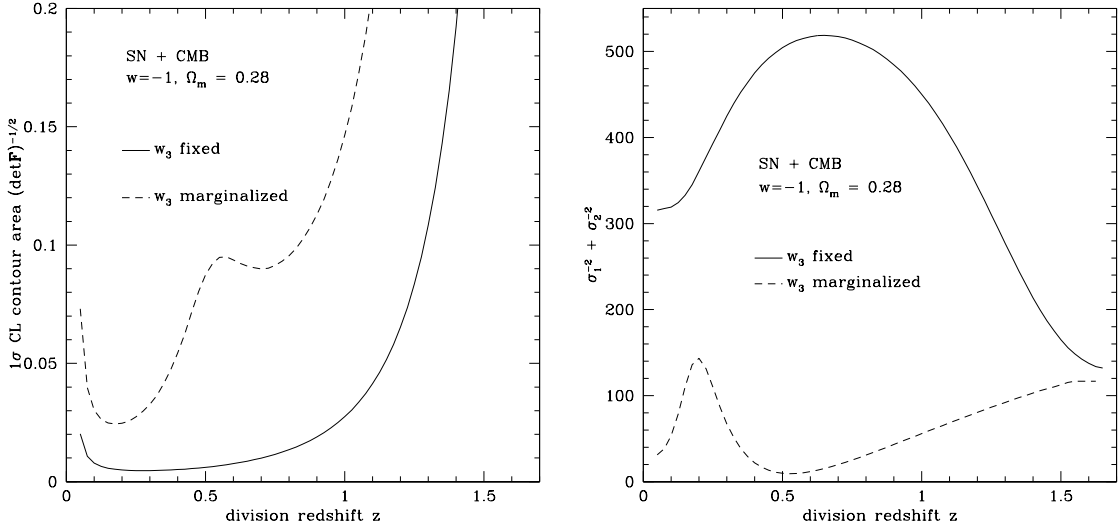 0.2
0.15
0.1
0.05
0
1σ CL contour area (detF)^-1/2
SN + CMB
w=−1, Ωm = 0.28
w3 fixed
w3 marginalized
0 0.5 1 1.5
division redshift z
500
400
300
200
100
0
σ1^-2 + σ2^-2
SN + CMB
w=−1, Ωm = 0.28
w3 fixed
w3 marginalized
0 0.5 1 1.5
division redshift z